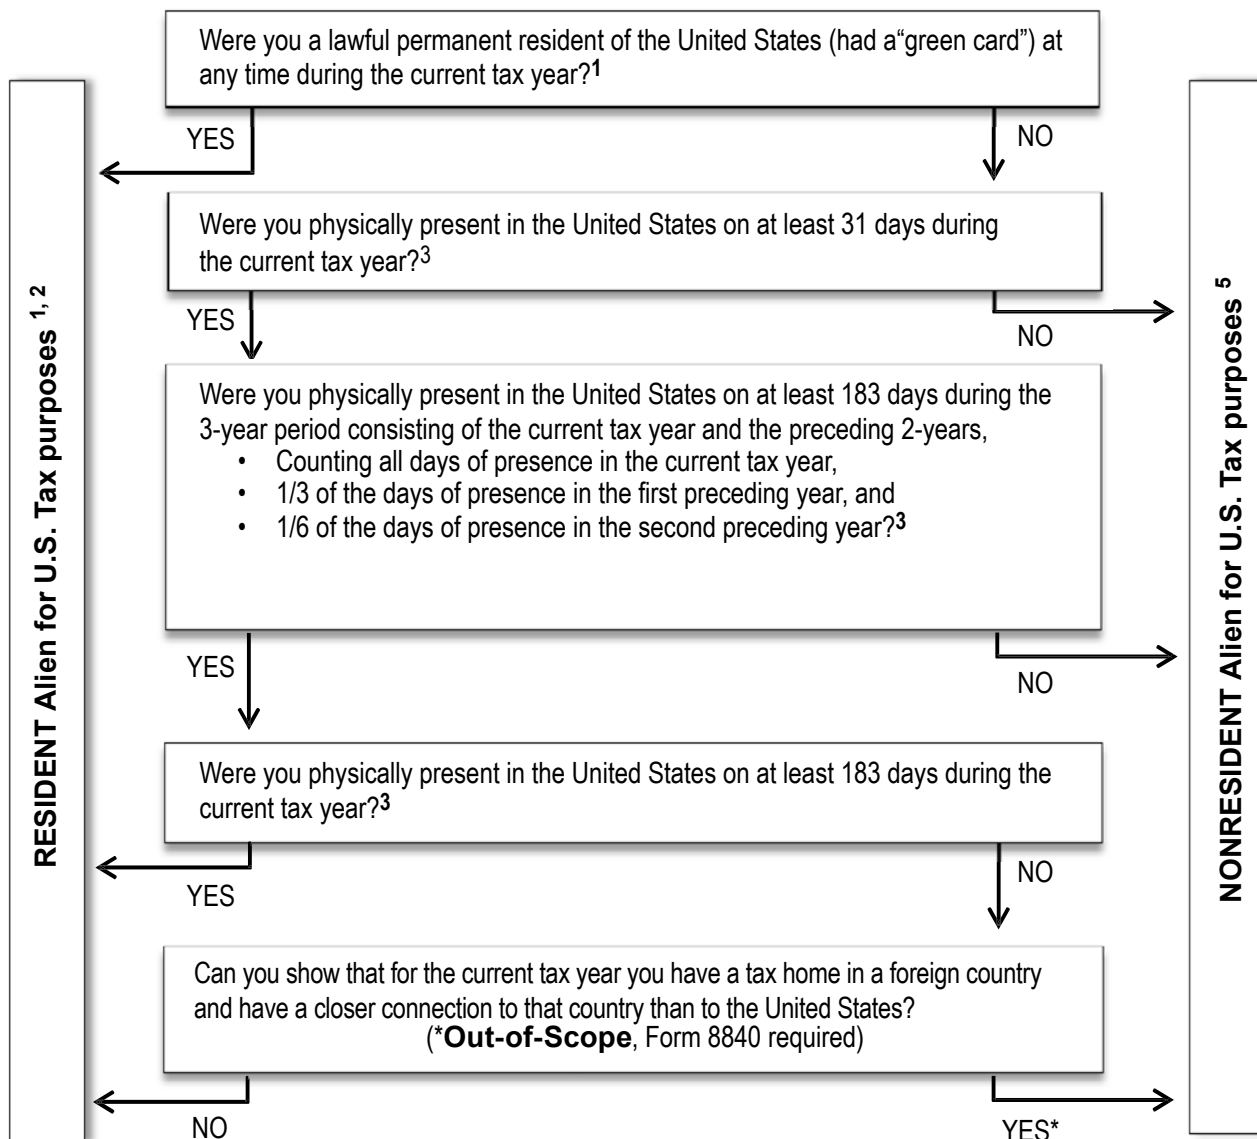 Were you a lawful permanent resident of the United States (had a“green card”) at
any time during the current tax year?1
YES
NO
Were you physically present in the United States on at least 31 days during
the current tax year?3
YES
NO
RESIDENT Alien for U.S. Tax purposes 1, 2
NONRESIDENT Alien for U.S. Tax purposes 5
Were you physically present in the United States on at least 183 days during the
3-year period consisting of the current tax year and the preceding 2-years,
• Counting all days of presence in the current tax year,
• 1/3 of the days of presence in the first preceding year, and
• 1/6 of the days of presence in the second preceding year?3
YES
NO
Were you physically present in the United States on at least 183 days during the
current tax year?3
YES
NO
Can you show that for the current tax year you have a tax home in a foreign country
and have a closer connection to that country than to the United States?
(*Out-of-Scope, Form 8840 required)
NO
YES*